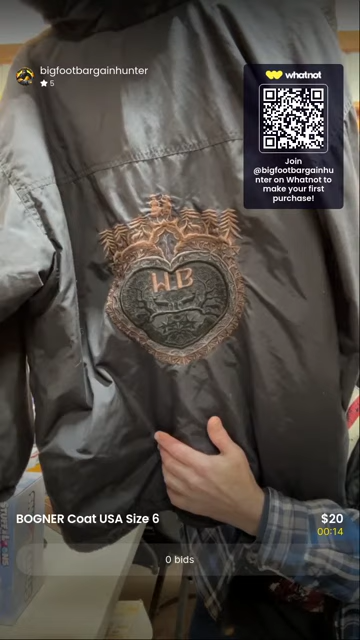 bigfootbargainhunter
★ 5
whatnot
Join
@bigfootbargainhu
nter on Whatnot to
make your first
purchase!
W.B
BOGNER Coat USA Size 6
$20
00:14
0 bids